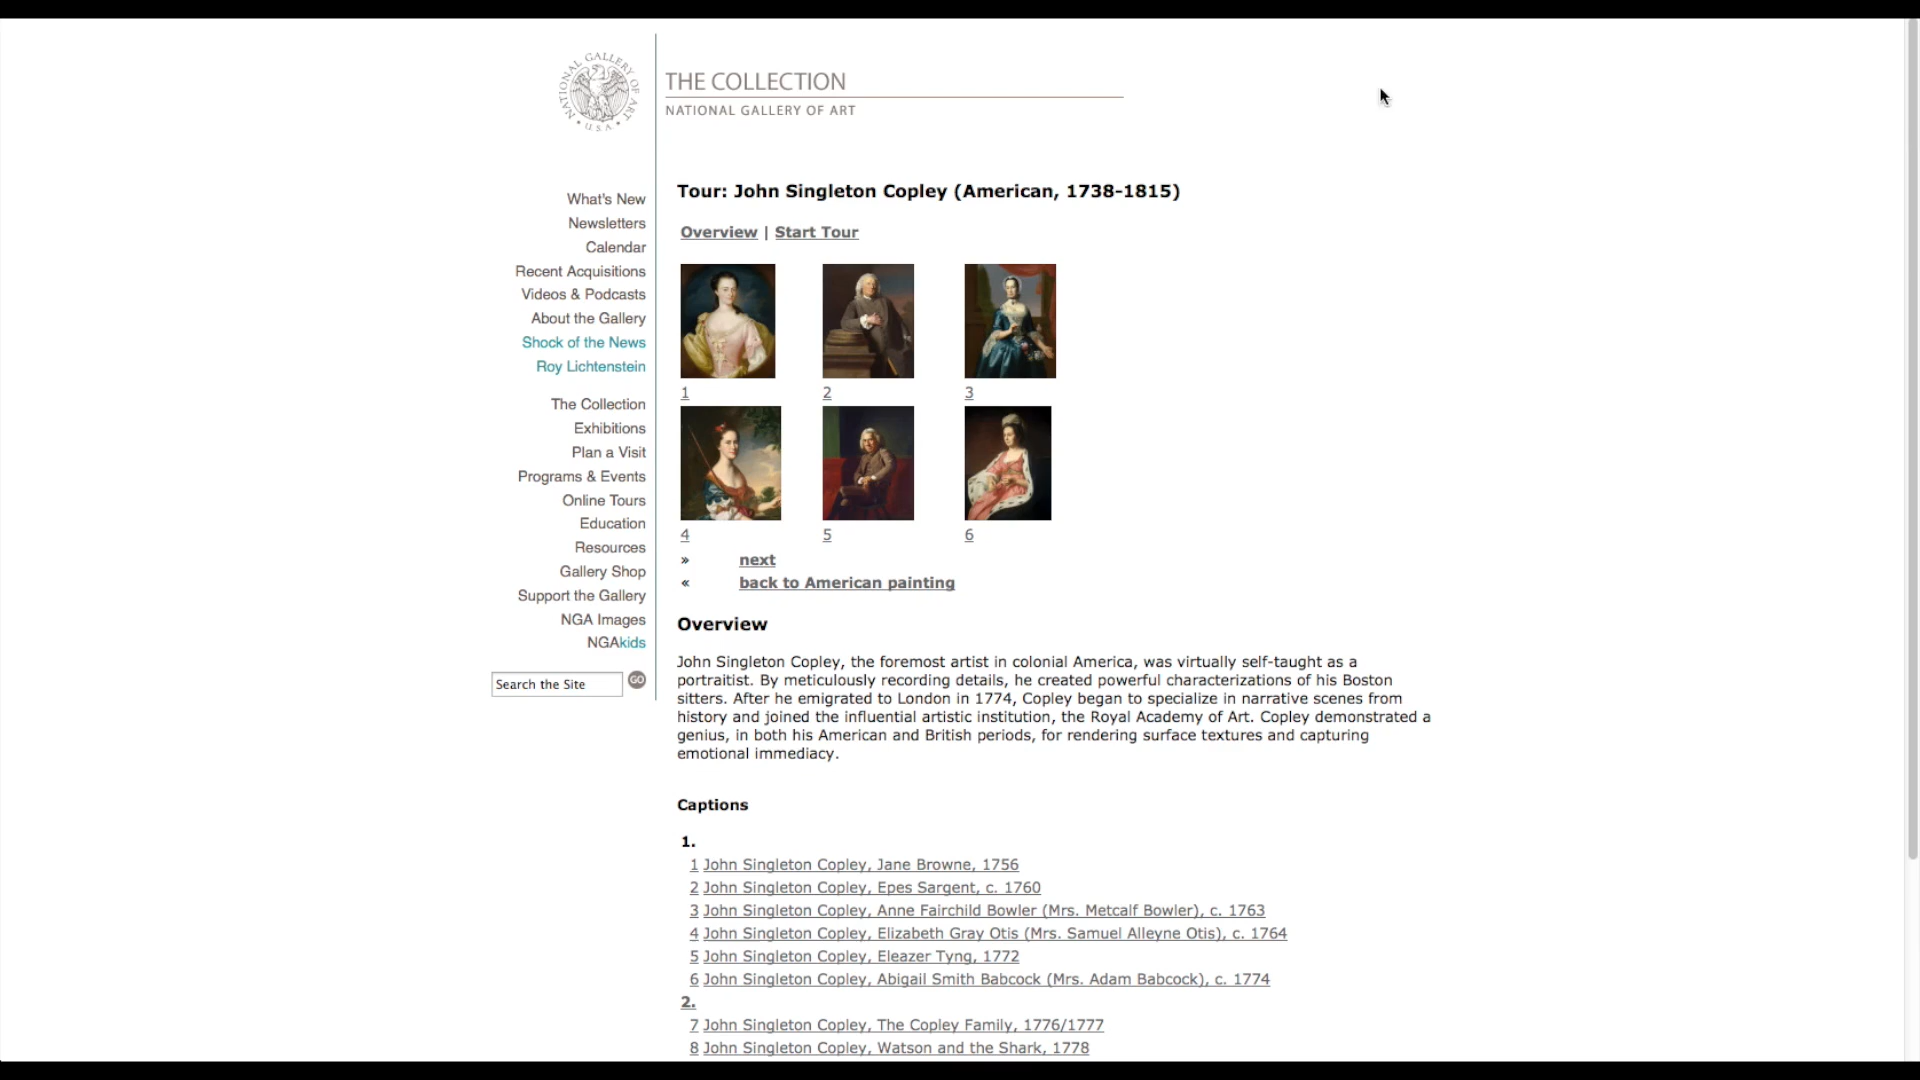 NATIONAL GALLERY OF ART
• U.S.A. •
THE COLLECTION
NATIONAL GALLERY OF ART
What's New
Newsletters
Calendar
Recent Acquisitions
Videos & Podcasts
About the Gallery
Shock of the News
Roy Lichtenstein
The Collection
Exhibitions
Plan a Visit
Programs & Events
Online Tours
Education
Resources
Gallery Shop
Support the Gallery
NGA Images
NGAkids
Search the Site GO
Tour: John Singleton Copley (American, 1738-1815)
Overview | Start Tour
1 2 3
4 5 6
» next
« back to American painting
Overview
John Singleton Copley, the foremost artist in colonial America, was virtually self-taught as a
portraitist. By meticulously recording details, he created powerful characterizations of his Boston
sitters. After he emigrated to London in 1774, Copley began to specialize in narrative scenes from
history and joined the influential artistic institution, the Royal Academy of Art. Copley demonstrated a
genius, in both his American and British periods, for rendering surface textures and capturing
emotional immediacy.
Captions
1.
1 John Singleton Copley, Jane Browne, 1756
2 John Singleton Copley, Epes Sargent, c. 1760
3 John Singleton Copley, Anne Fairchild Bowler (Mrs. Metcalf Bowler), c. 1763
4 John Singleton Copley, Elizabeth Gray Otis (Mrs. Samuel Alleyne Otis), c. 1764
5 John Singleton Copley, Eleazer Tyng, 1772
6 John Singleton Copley, Abigail Smith Babcock (Mrs. Adam Babcock), c. 1774
2.
7 John Singleton Copley, The Copley Family, 1776/1777
8 John Singleton Copley, Watson and the Shark, 1778